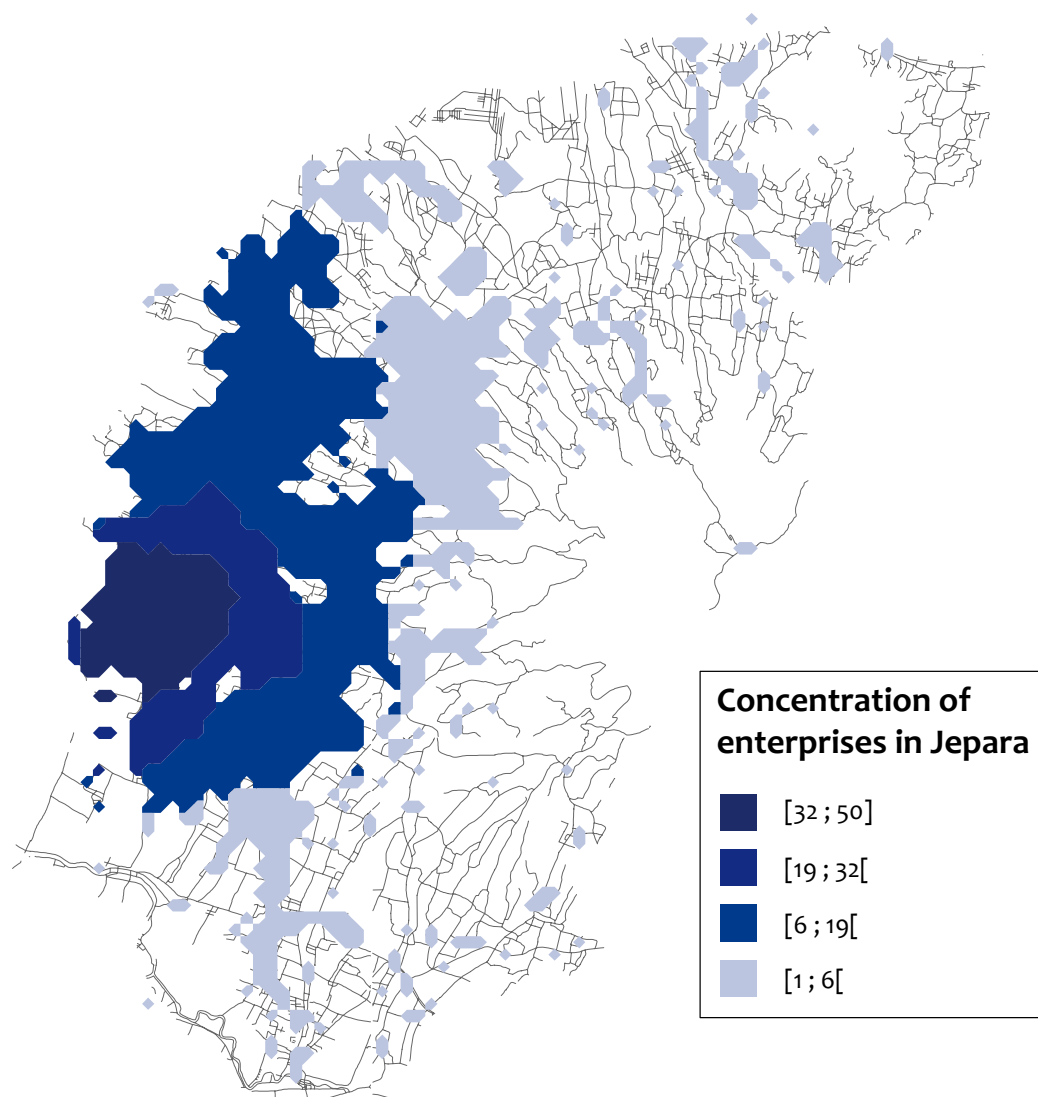 Concentration of
enterprises in Jepara
[32 ; 50]
[19 ; 32[
[6 ; 19[
[1 ; 6[